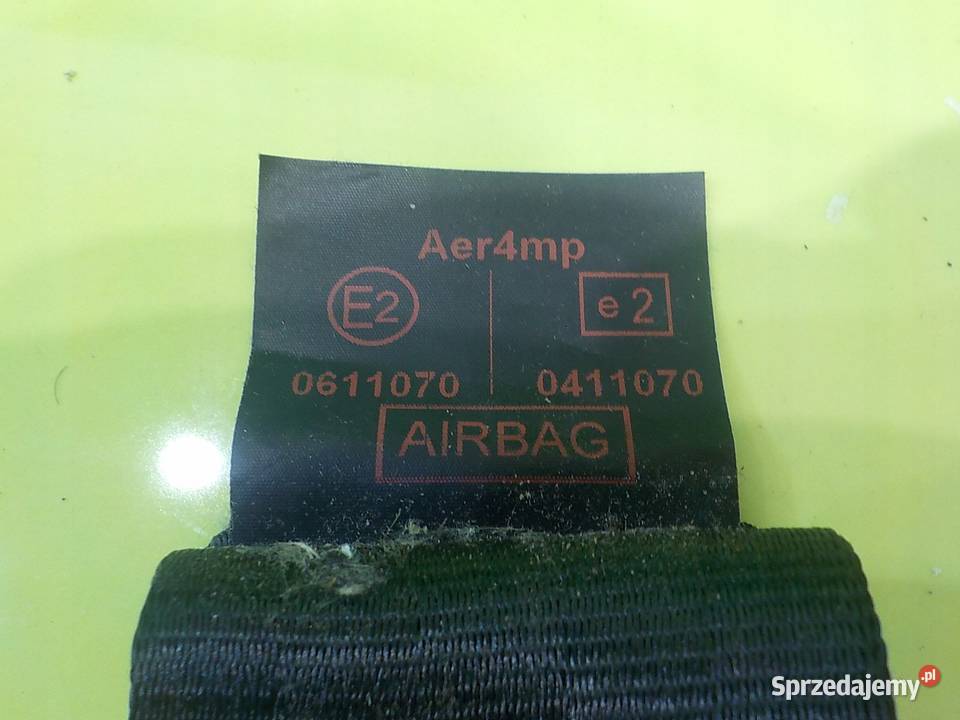 Aer4mp
E2 e 2
0611070 0411070
AIRBAG
Sprzedajemy.pl